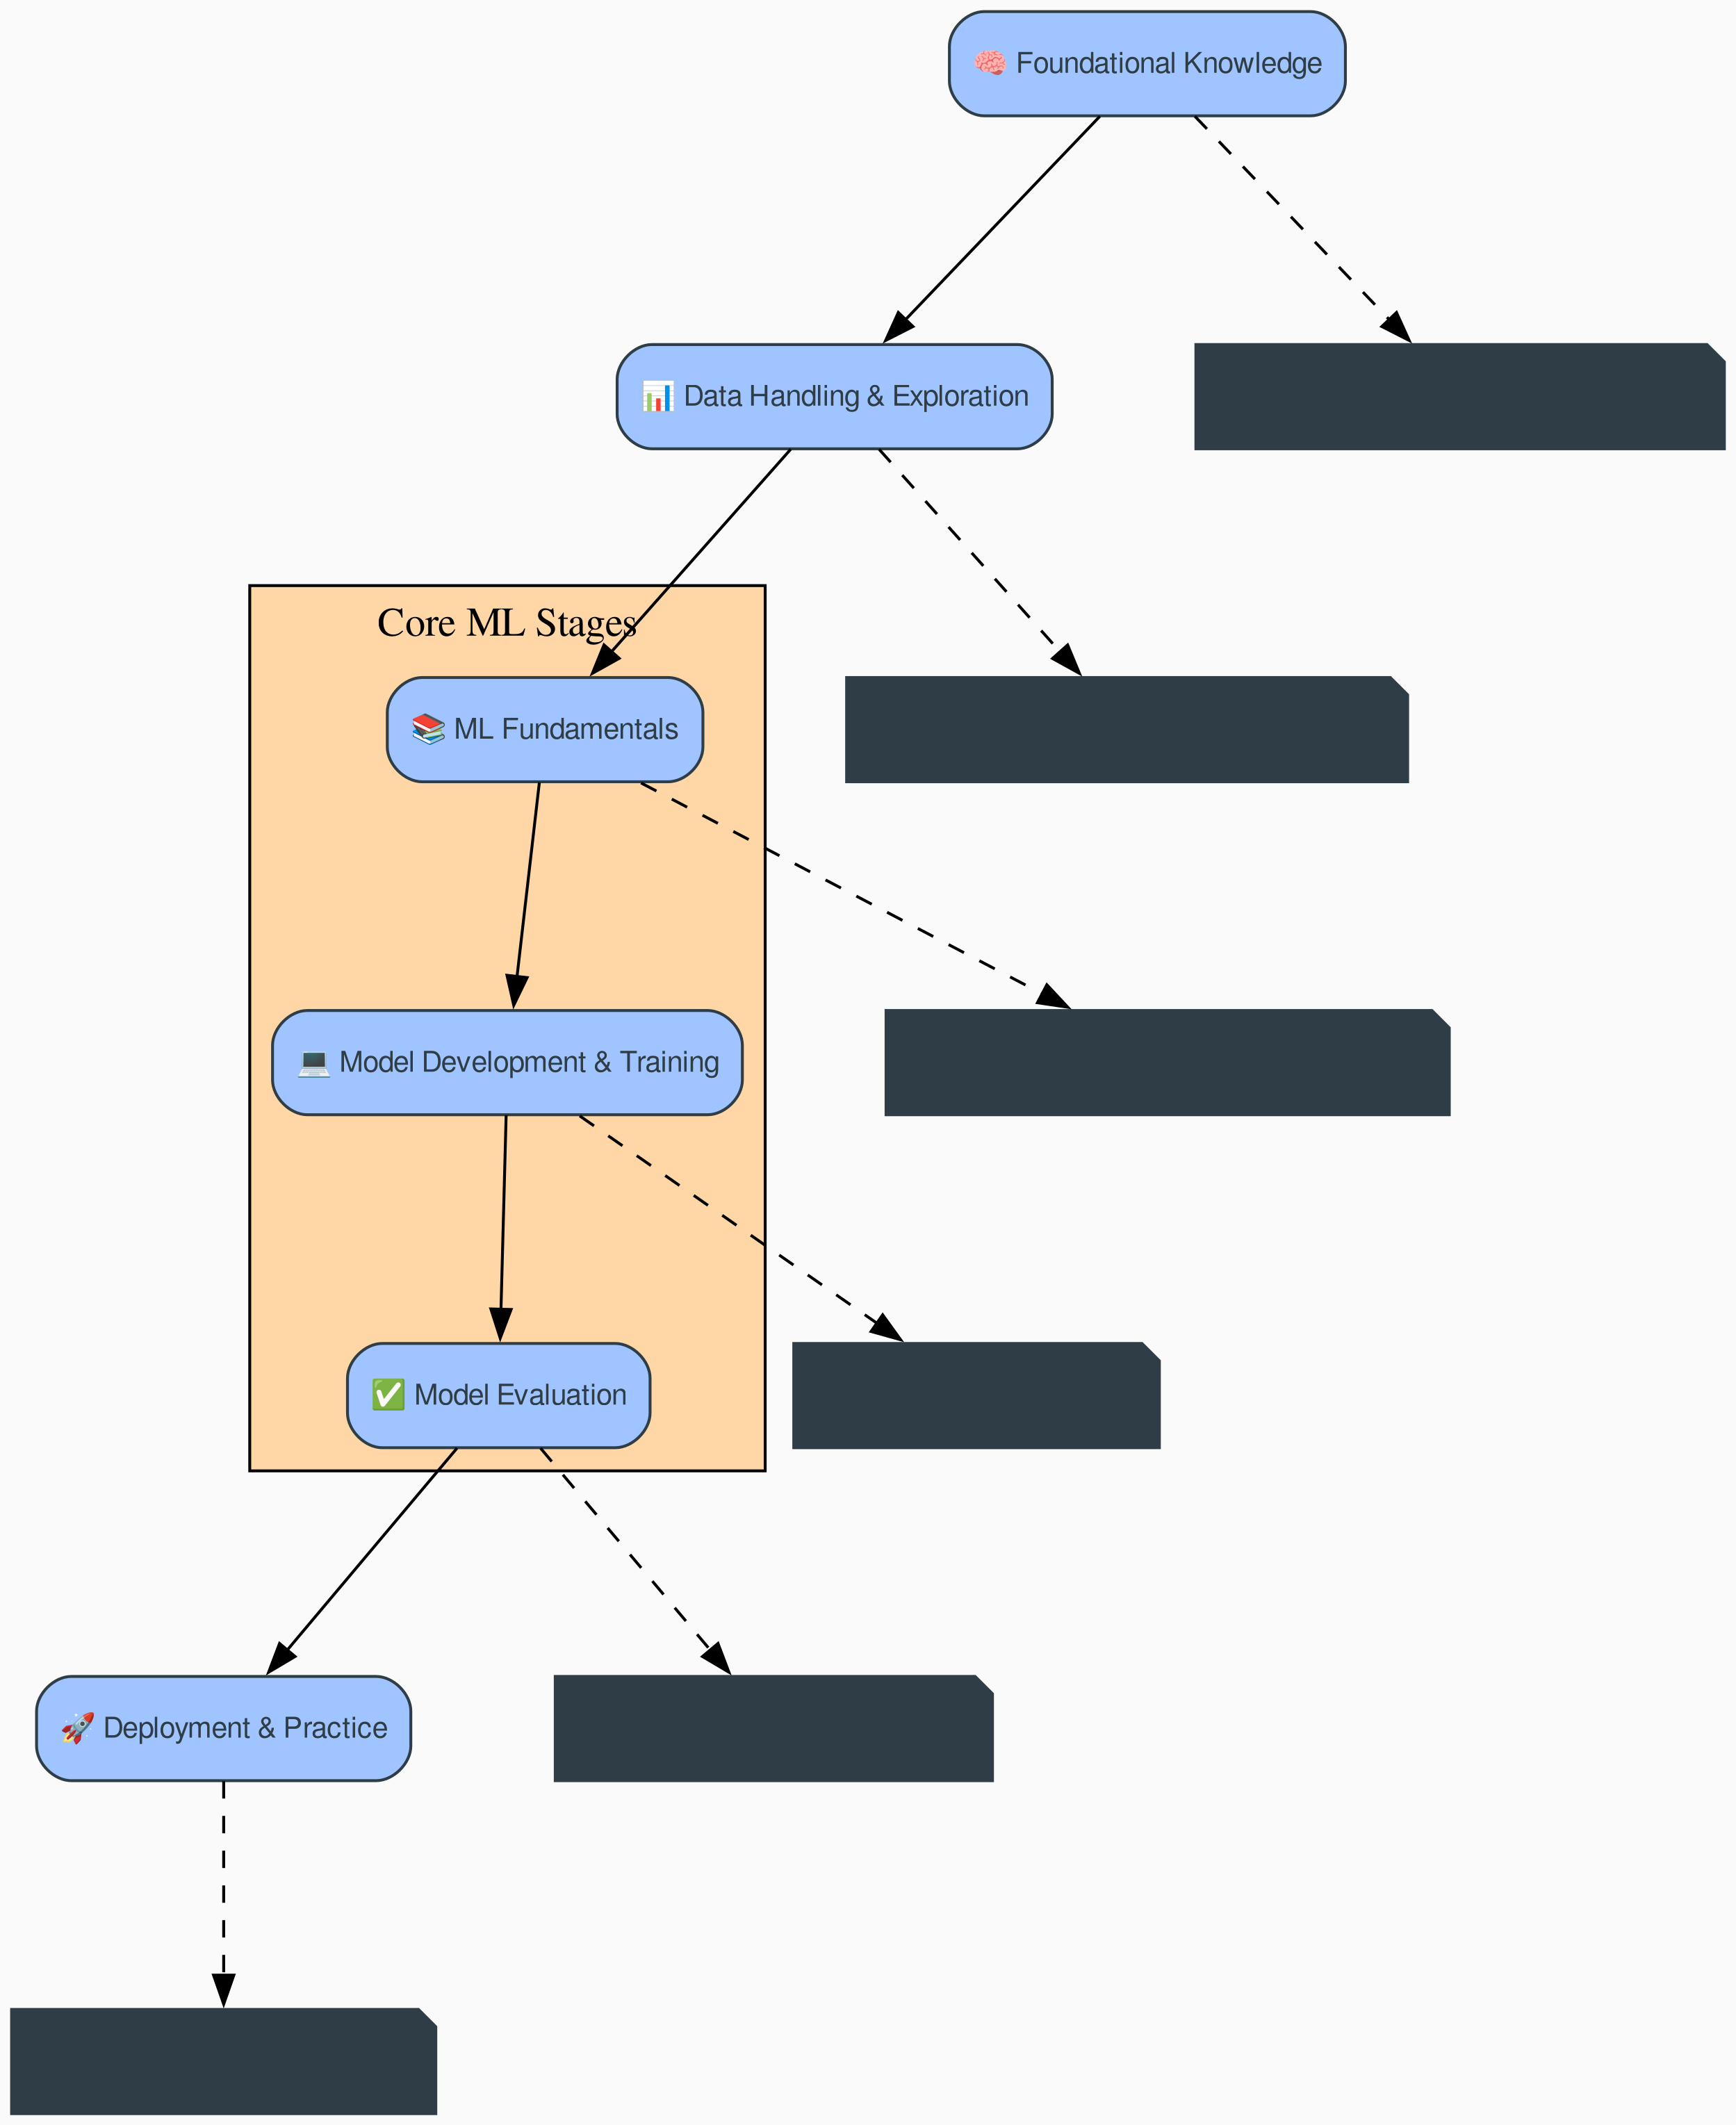 🧠 Foundational Knowledge
📊 Data Handling & Exploration
Core ML Stages
📚 ML Fundamentals
💻 Model Development & Training
✅ Model Evaluation
🚀 Deployment & Practice